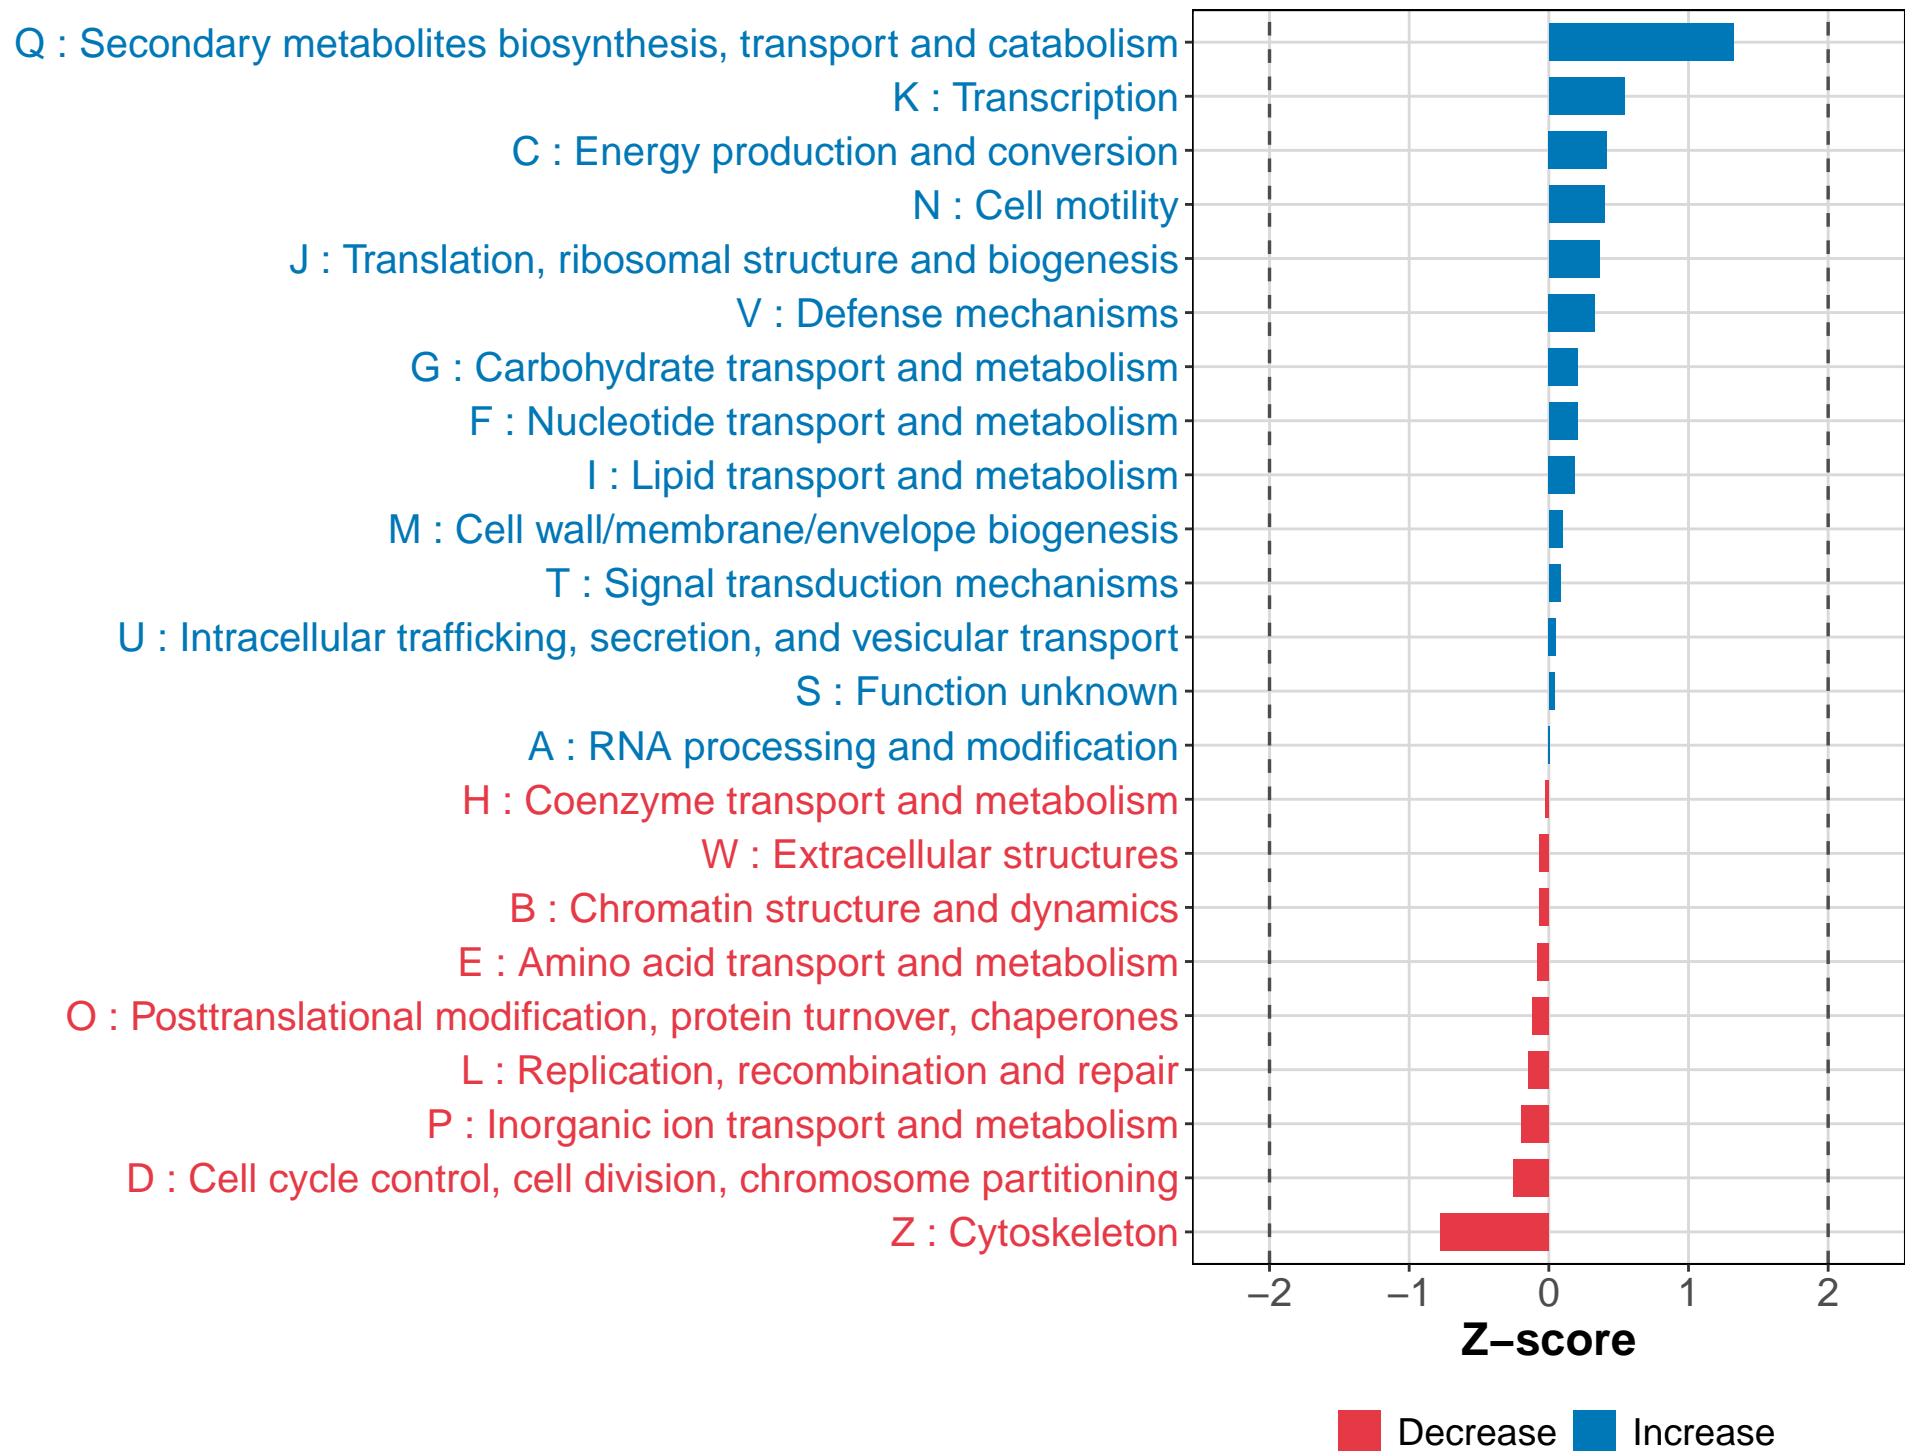 Q : Secondary metabolites biosynthesis, transport and catabolism
K : Transcription
C : Energy production and conversion
N : Cell motility
J : Translation, ribosomal structure and biogenesis
V : Defense mechanisms
G : Carbohydrate transport and metabolism
F : Nucleotide transport and metabolism
I : Lipid transport and metabolism
M : Cell wall/membrane/envelope biogenesis
T : Signal transduction mechanisms
U : Intracellular trafficking, secretion, and vesicular transport
S : Function unknown
A : RNA processing and modification
H : Coenzyme transport and metabolism
W : Extracellular structures
B : Chromatin structure and dynamics
E : Amino acid transport and metabolism
O : Posttranslational modification, protein turnover, chaperones
L : Replication, recombination and repair
P : Inorganic ion transport and metabolism
D : Cell cycle control, cell division, chromosome partitioning
Z : Cytoskeleton
−2 −1 0 1 2
Z−score
Decrease Increase